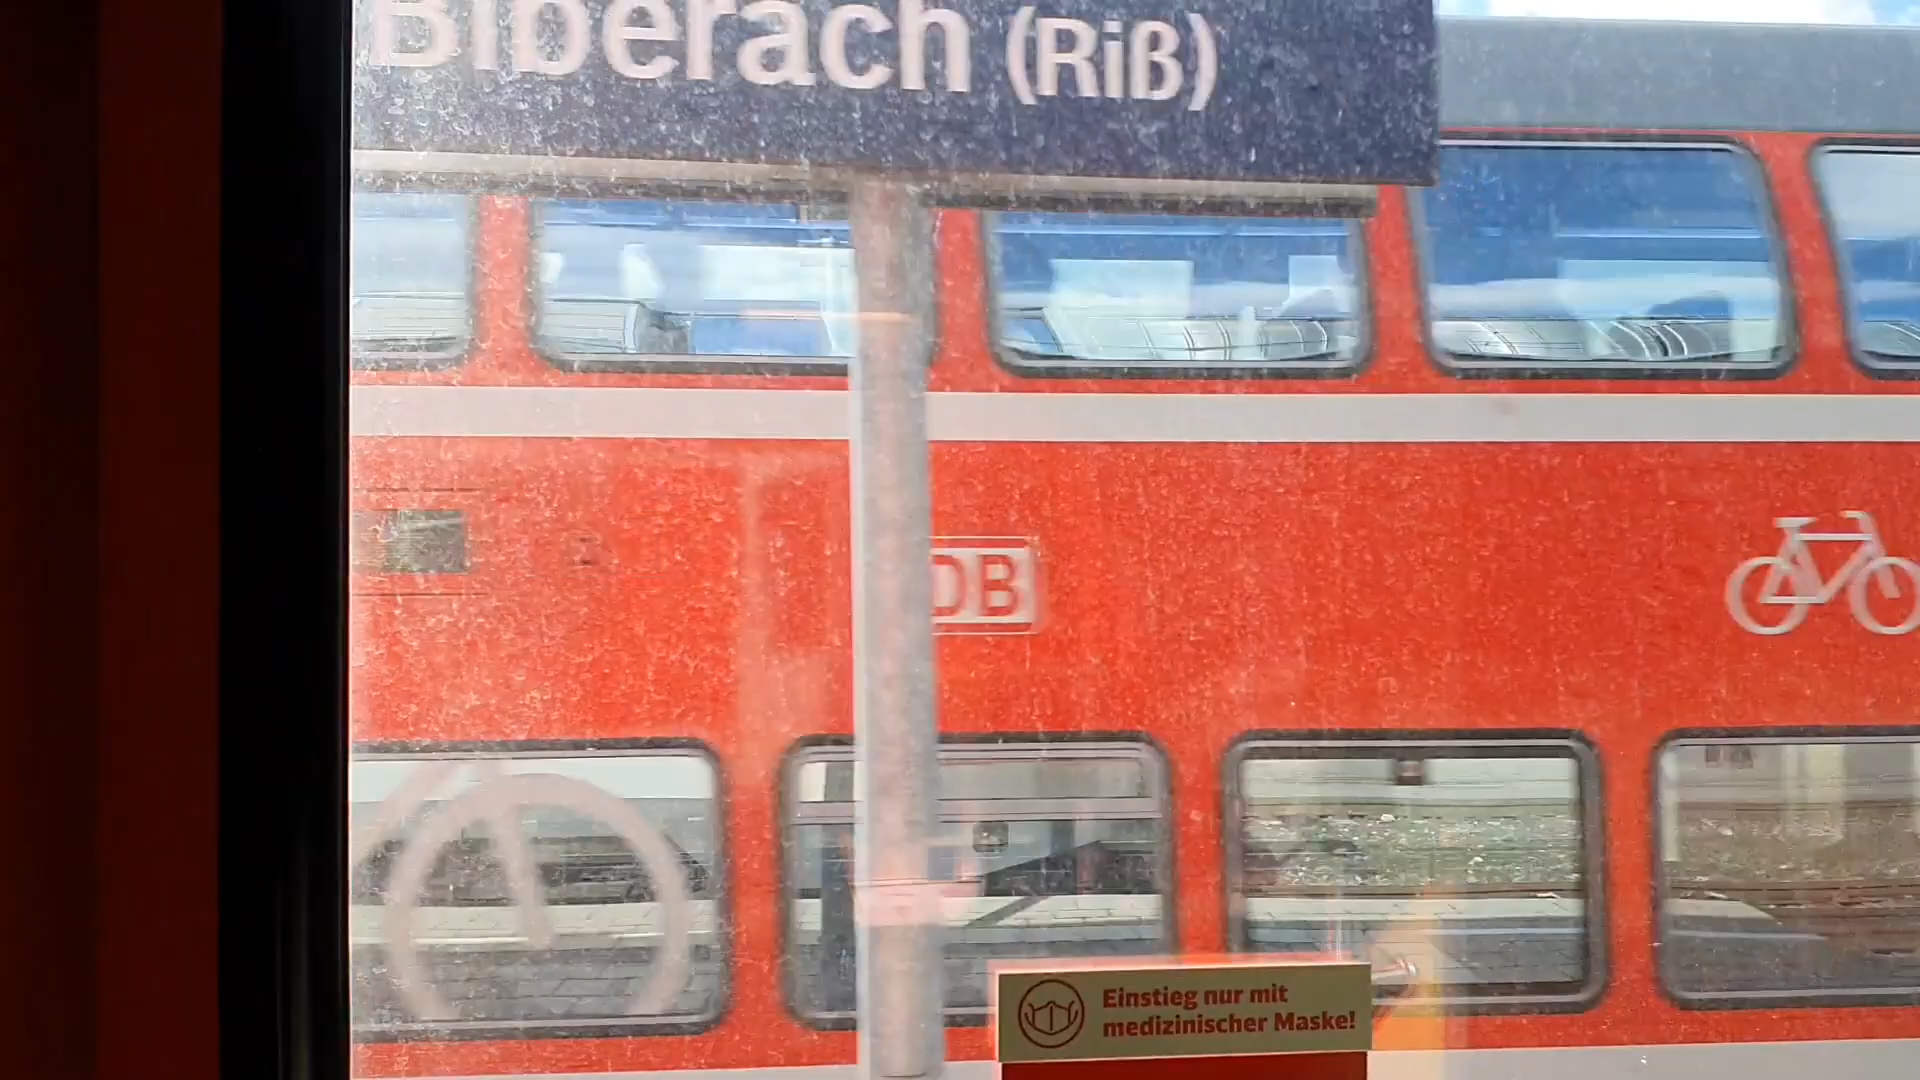 Biberach (Riß)
DB
Einstieg nur mit
medizinischer Maske!